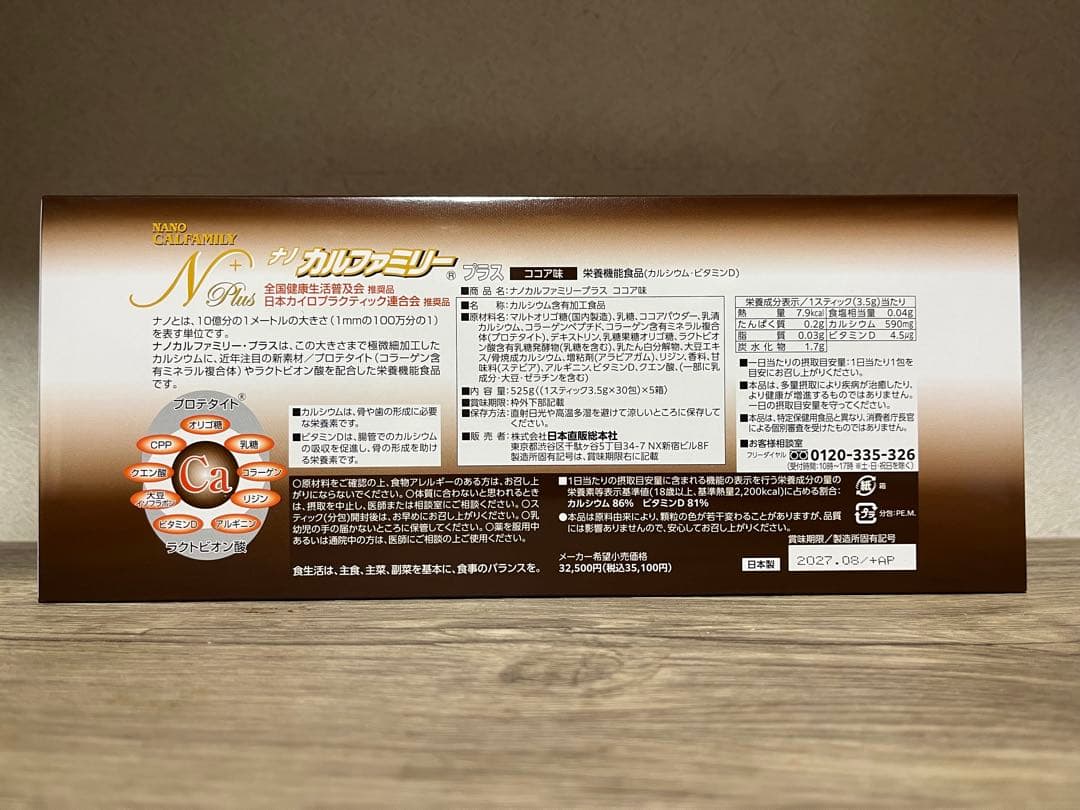 NANO
CALFAMILY
N+
Plus
ナノ カルファミリー® プラス ココア味 栄養機能食品(カルシウム・ビタミンD)
全国健康生活普及会 推奨品
日本カイロプラクティック連合会 推奨品
ナノとは、10億分の1メートルの大きさ(1mmの100万分の1)
を表す単位です。
ナノカルファミリー・プラスは、この大きさまで極微細加工した
カルシウムに、近年注目の新素材/プロテタイト(コラーゲン含
有ミネラル複合体)やラクトビオン酸を配合した栄養機能食品
です。
プロテタイト®
オリゴ糖
CPP
乳糖
クエン酸
Ca
コラーゲン
大豆
イソフラボン
リジン
ビタミンD
アルギニン
ラクトビオン酸
■カルシウムは、骨や歯の形成に必要
な栄養素です。
■ビタミンDは、腸管でのカルシウム
の吸収を促進し、骨の形成を助け
る栄養素です。
■商品名:ナノカルファミリープラス ココア味
■名 称:カルシウム含有加工食品
■原材料名:マルトオリゴ糖(国内製造)、乳糖、ココアパウダー、乳清
カルシウム、コラーゲンペプチド、コラーゲン含有ミネラル複合
体(プロテタイト)、デキストリン、乳糖果糖オリゴ糖、ラクトビ
オン酸含有乳糖発酵物(乳糖を含む)、乳たん白分解物、大豆エキ
ス/骨焼成カルシウム、増粘剤(アラビアガム)、リジン、香料、甘
味料(ステビア)、アルギニン、ビタミンD、クエン酸、(一部に乳
成分・大豆・ゼラチンを含む)
■内 容 量:525g((1スティック3.5g×30包)×5箱)
■賞味期限:枠外下部記載
■保存方法:直射日光や高温多湿を避けて涼しいところに保存して
ください。
■販 売 者:株式会社日本直販総本社
東京都渋谷区千駄ヶ谷5丁目34-7 NX新宿ビル8F
製造所固有記号は、賞味期限右に記載
栄養成分表示/1スティック(3.5g)当たり
熱量 7.9kcal 食塩相当量 0.04g
たんぱく質 0.2g カルシウム 590mg
脂質 0.03g ビタミンD 4.5μg
炭水化物 1.7g
■一日当たりの摂取目安量:1日当たり1包を
目安にお召し上がりください。
■本品は、多量摂取により疾病が治癒したり、
より健康が増進するものではありません。
一日の摂取目安量を守ってください。
■本品は、特定保健用食品と異なり、消費者庁長官
による個別審査を受けたものではありません。
■お客様相談室
フリーダイヤル 0120-335-326
(受付時間:10時~17時 ※土・日・祝日を除く)
○原材料をご確認の上、食物アレルギーのある方は、お召し上
がりにならないでください。○体質に合わないと思われるとき
は、摂取を中止し、医師または相談室にご相談ください。○ス
ティック(分包)開封後は、お早めにお召し上がりください。○乳
幼児の手の届かないところに保管してください。○薬を服用中
あるいは通院中の方は、医師にご相談の上ご使用ください。
食生活は、主食、主菜、副菜を基本に、食事のバランスを。
■1日当たりの摂取目安量に含まれる機能の表示を行う栄養成分の量の
栄養素等表示基準値(18歳以上、基準熱量2,200kcal)に占める割合:
カルシウム 86% ビタミンD 81%
●本品は原料由来により、顆粒の色が若干変わることがありますが、品質
には影響ありませんので、安心してお召し上がりください。
メーカー希望小売価格
32,500円(税込35,100円)
紙 箱
プラ 分包:PE.M.
賞味期限/製造所固有記号
日本製
2027.08/+AP